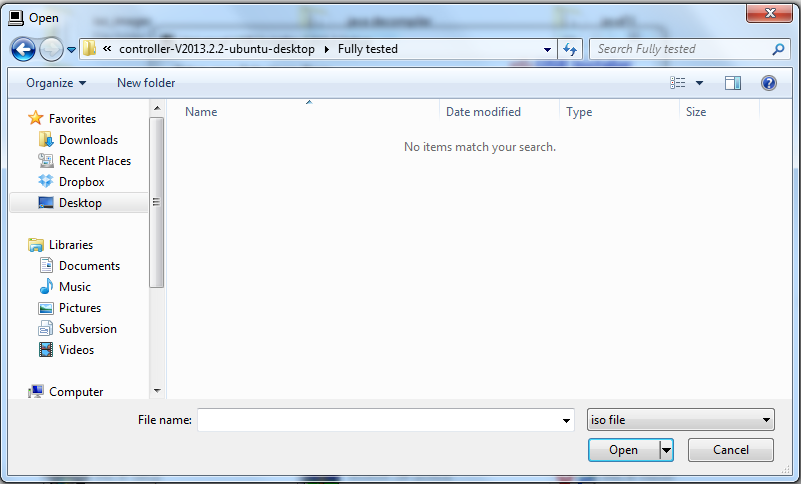 Open
« controller-V2013.2.2-ubuntu-desktop Fully tested
Search Fully tested
Organize
New folder
Name
Date modified
Type
Size
No items match your search.
Favorites
Downloads
Recent Places
Dropbox
Desktop
Libraries
Documents
Music
Pictures
Subversion
Videos
Computer
File name:
iso file
Open
Cancel